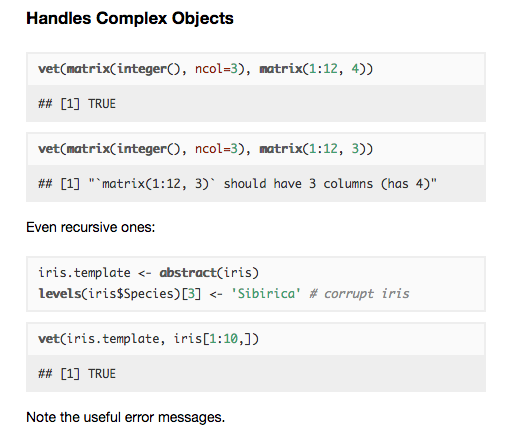 Handles Complex Objects
vet(matrix(integer(), ncol=3), matrix(1:12, 4))
## [1] TRUE
vet(matrix(integer(), ncol=3), matrix(1:12, 3))
## [1] "`matrix(1:12, 3)` should have 3 columns (has 4)"
Even recursive ones:
iris.template <- abstract(iris)
levels(iris$Species)[3] <- 'Sibirica' # corrupt iris
vet(iris.template, iris[1:10,])
## [1] TRUE
Note the useful error messages.